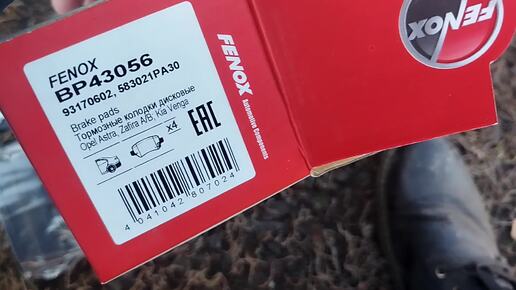 FENOX
BP43056
93170602, 583021PA30
Brake pads
Тормозные колодки дисковые
Opel Astra, Zafira A/B, Kia Venga
x4
EAC
4 041042 807024
FENOX
Automotive Components
FENOX